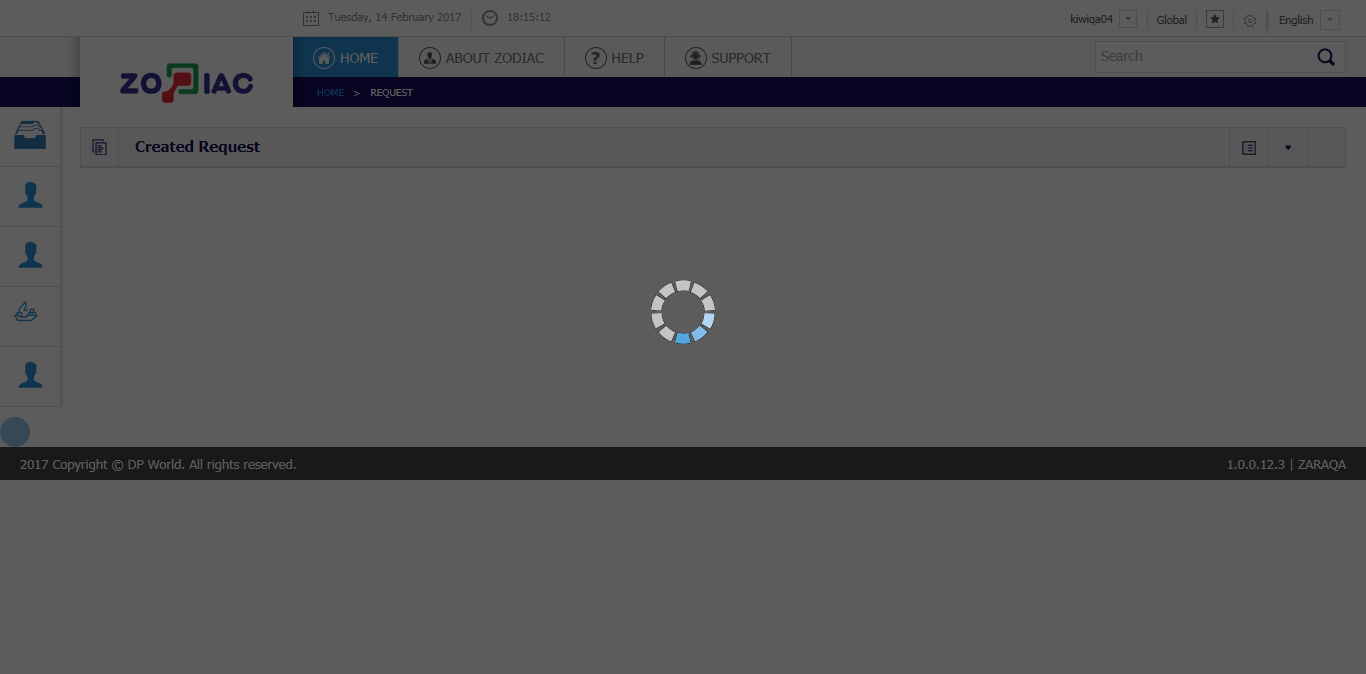 Tuesday, 14 February 2017 18:15:12 kiwiqa04 Global English
ZODIAC
HOME ABOUT ZODIAC ? HELP SUPPORT Search
HOME > REQUEST
Created Request
2017 Copyright © DP World. All rights reserved. 1.0.0.12.3 | ZARAQA